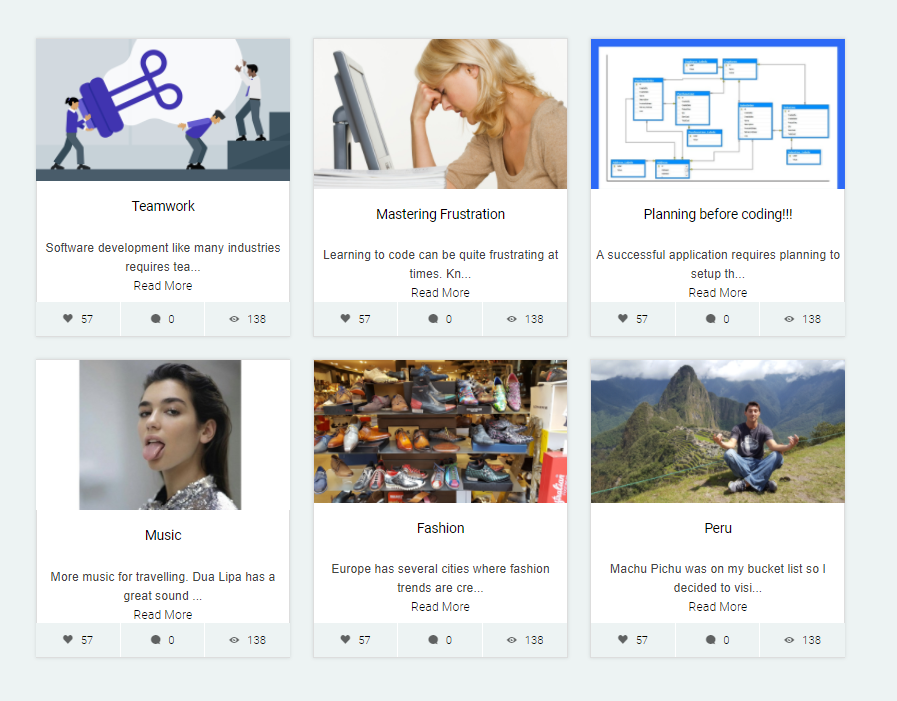 Teamwork
Software development like many industries
requires tea...
Read More
57 0 138
Mastering Frustration
Learning to code can be quite frustrating at
times. Kn...
Read More
57 0 138
Planning before coding!!!
A successful application requires planning to
setup th...
Read More
57 0 138
Music
More music for travelling. Dua Lipa has a
great sound ...
Read More
57 0 138
Fashion
Europe has several cities where fashion
trends are cre...
Read More
57 0 138
Peru
Machu Pichu was on my bucket list so I
decided to visi...
Read More
57 0 138